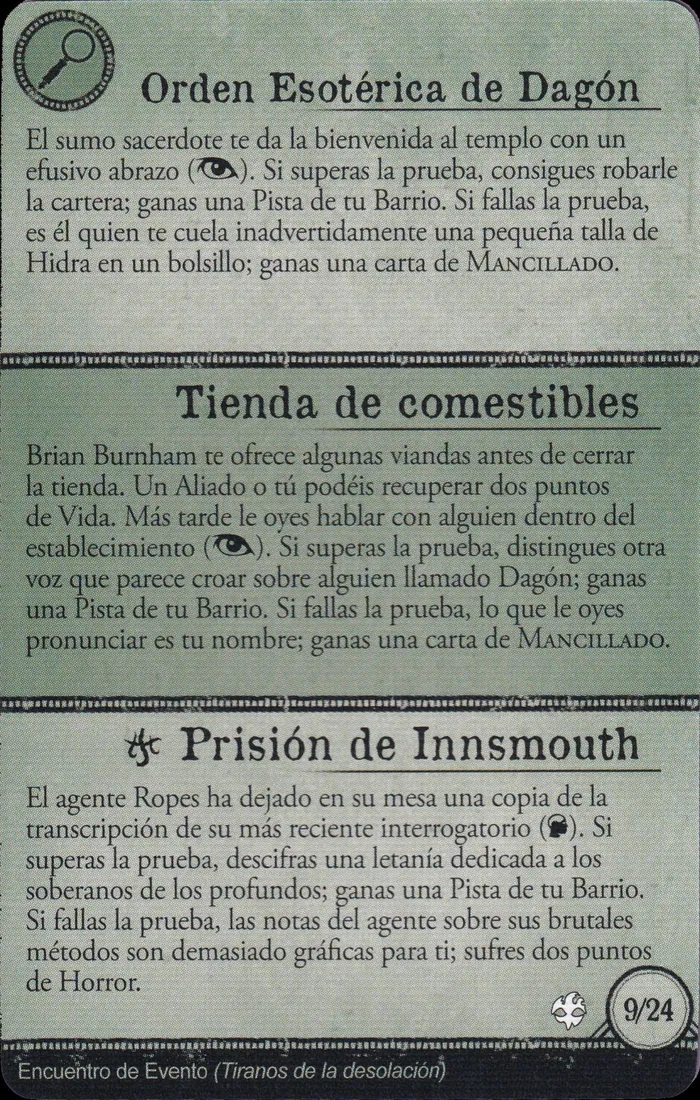 Orden Esotérica de Dagón
El sumo sacerdote te da la bienvenida al templo con un
efusivo abrazo (). Si superas la prueba, consigues robarle
la cartera; ganas una Pista de tu Barrio. Si fallas la prueba,
es él quien te cuela inadvertidamente una pequeña talla de
Hidra en un bolsillo; ganas una carta de MANCILLADO.
Tienda de comestibles
Brian Burnham te ofrece algunas viandas antes de cerrar
la tienda. Un Aliado o tú podéis recuperar dos puntos
de Vida. Más tarde le oyes hablar con alguien dentro del
establecimiento (). Si superas la prueba, distingues otra
voz que parece croar sobre alguien llamado Dagón; ganas
una Pista de tu Barrio. Si fallas la prueba, lo que le oyes
pronunciar es tu nombre; ganas una carta de MANCILLADO.
Prisión de Innsmouth
El agente Ropes ha dejado en su mesa una copia de la
transcripción de su más reciente interrogatorio (). Si
superas la prueba, descifras una letanía dedicada a los
soberanos de los profundos; ganas una Pista de tu Barrio.
Si fallas la prueba, las notas del agente sobre sus brutales
métodos son demasiado gráficas para ti; sufres dos puntos
de Horror.
9/24
Encuentro de Evento (Tiranos de la desolación)